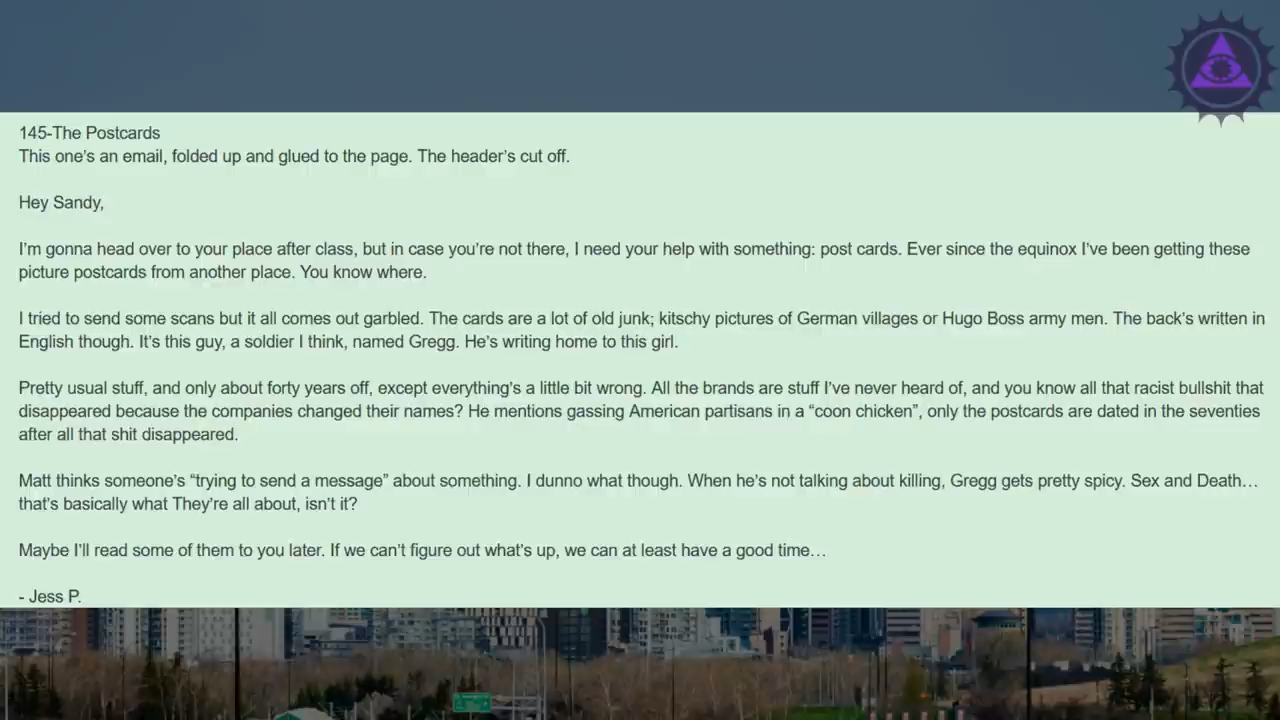 145-The Postcards
This one's an email, folded up and glued to the page. The header's cut off.
Hey Sandy,
I'm gonna head over to your place after class, but in case you're not there, I need your help with something: post cards. Ever since the equinox I've been getting these
picture postcards from another place. You know where.
I tried to send some scans but it all comes out garbled. The cards are a lot of old junk; kitschy pictures of German villages or Hugo Boss army men. The back's written in
English though. It's this guy, a soldier I think, named Gregg. He's writing home to this girl.
Pretty usual stuff, and only about forty years off, except everything's a little bit wrong. All the brands are stuff I've never heard of, and you know all that racist bullshit that
disappeared because the companies changed their names? He mentions gassing American partisans in a “coon chicken”, only the postcards are dated in the seventies
after all that shit disappeared.
Matt thinks someone's “trying to send a message” about something. I dunno what though. When he's not talking about killing, Gregg gets pretty spicy. Sex and Death…
that's basically what They're all about, isn't it?
Maybe I'll read some of them to you later. If we can't figure out what's up, we can at least have a good time…
- Jess P.